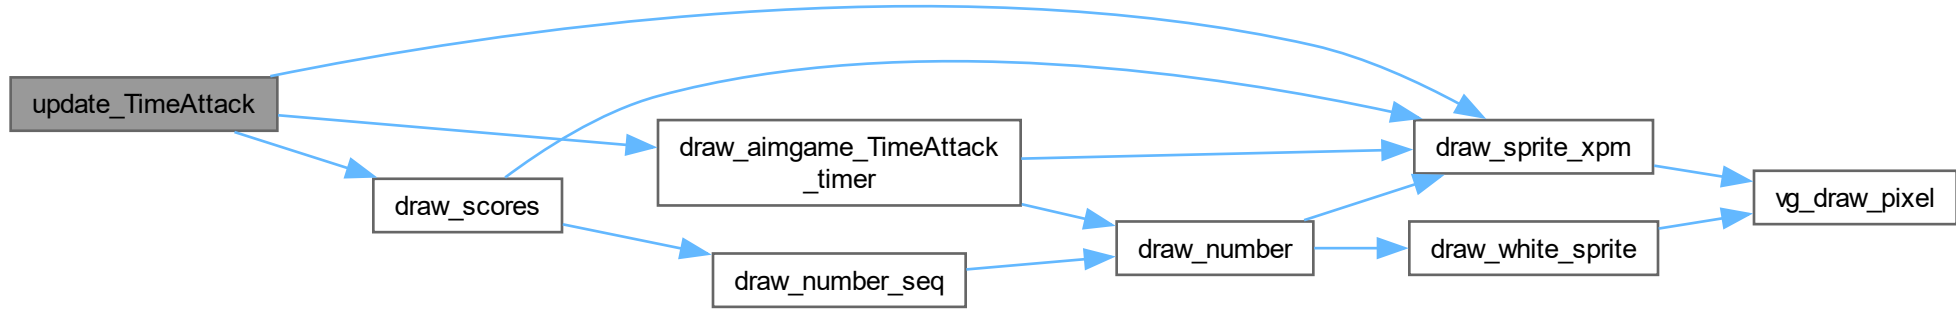 update_TimeAttack
draw_scores
draw_aimgame_TimeAttack
_timer
draw_number_seq
draw_number
draw_sprite_xpm
draw_white_sprite
vg_draw_pixel